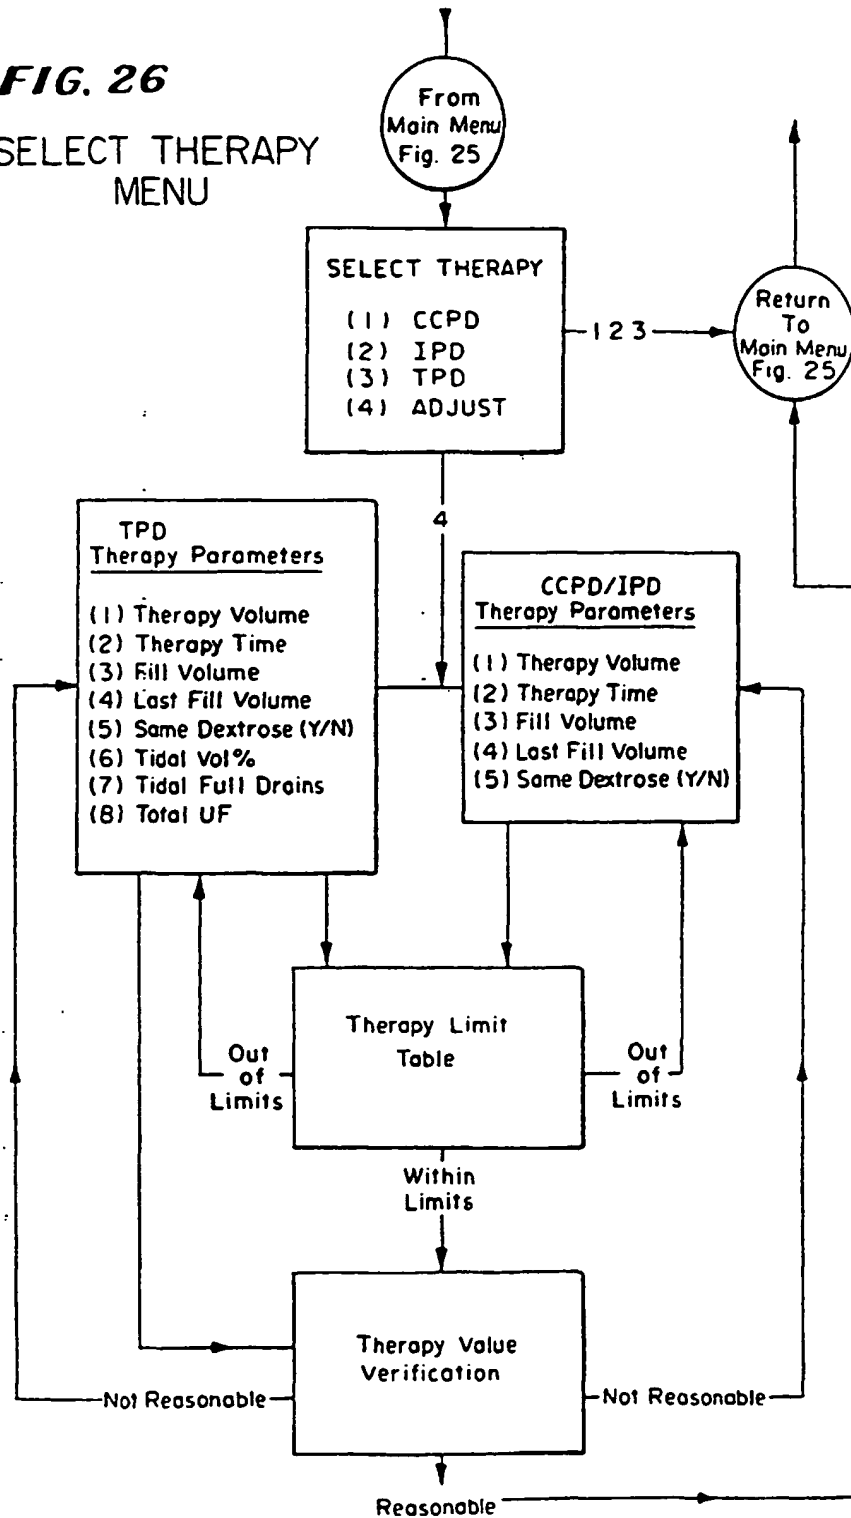 FIG. 26
SELECT THERAPY
MENU
From
Main Menu
Fig. 25
SELECT THERAPY
(1) CCPD
(2) IPD
(3) TPD
(4) ADJUST
1 2 3
Return
To
Main Menu
Fig. 25
4
TPD
Therapy Parameters
(1) Therapy Volume
(2) Therapy Time
(3) Fill Volume
(4) Last Fill Volume
(5) Same Dextrose (Y/N)
(6) Tidal Vol%
(7) Tidal Full Drains
(8) Total UF
CCPD/IPD
Therapy Parameters
(1) Therapy Volume
(2) Therapy Time
(3) Fill Volume
(4) Last Fill Volume
(5) Same Dextrose (Y/N)
Therapy Limit
Table
Out
of
Limits
Out
of
Limits
Within
Limits
Therapy Value
Verification
Not Reasonable
Not Reasonable
Reasonable